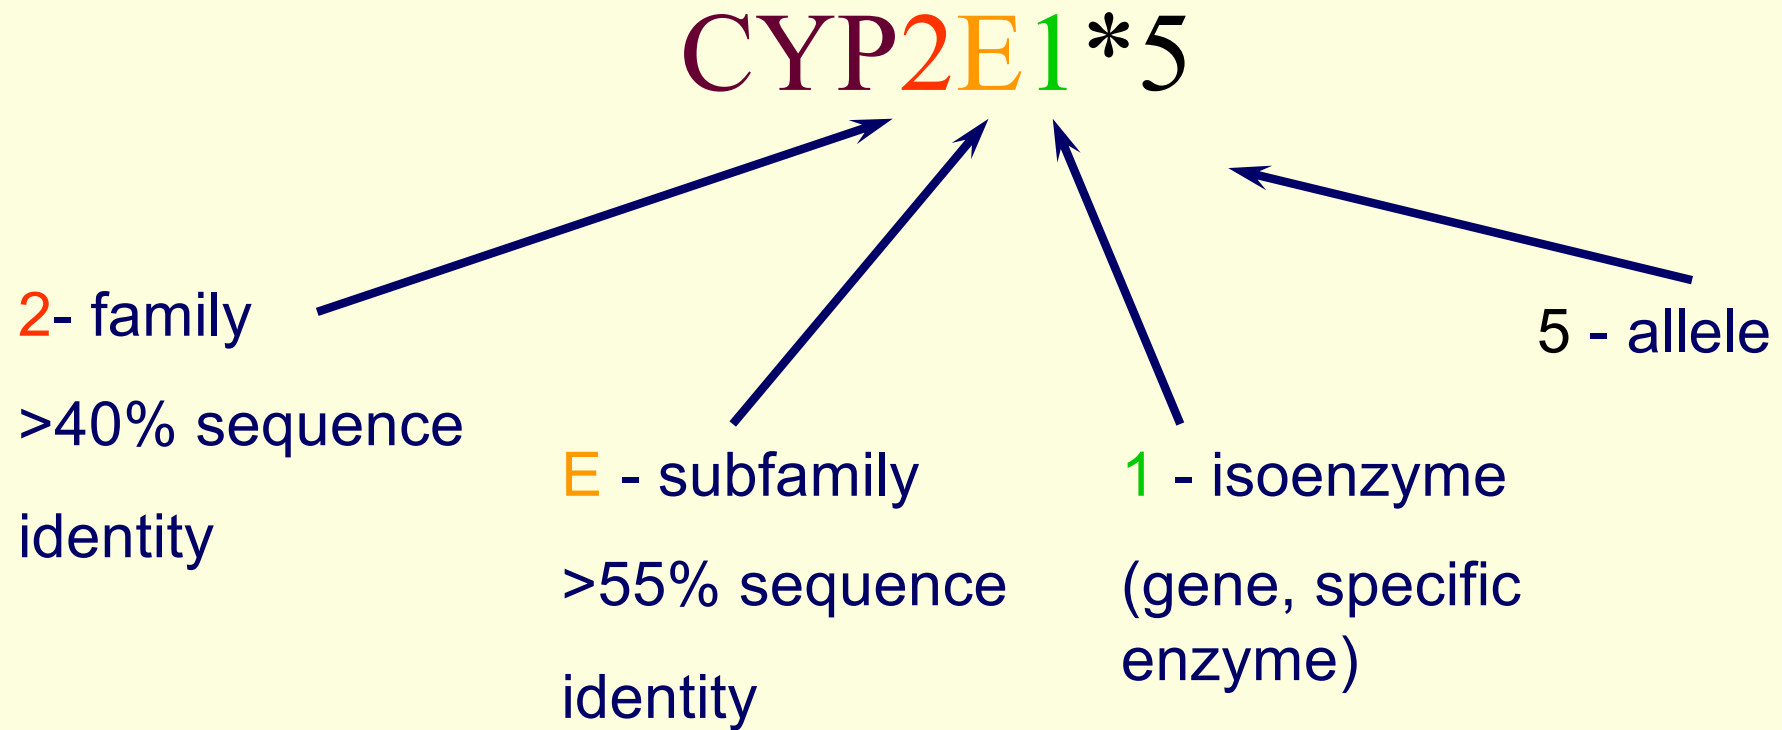 CYP2E1*5
2- family
>40% sequence
identity
E - subfamily
>55% sequence
identity
1 - isoenzyme
(gene, specific
enzyme)
5 - allele